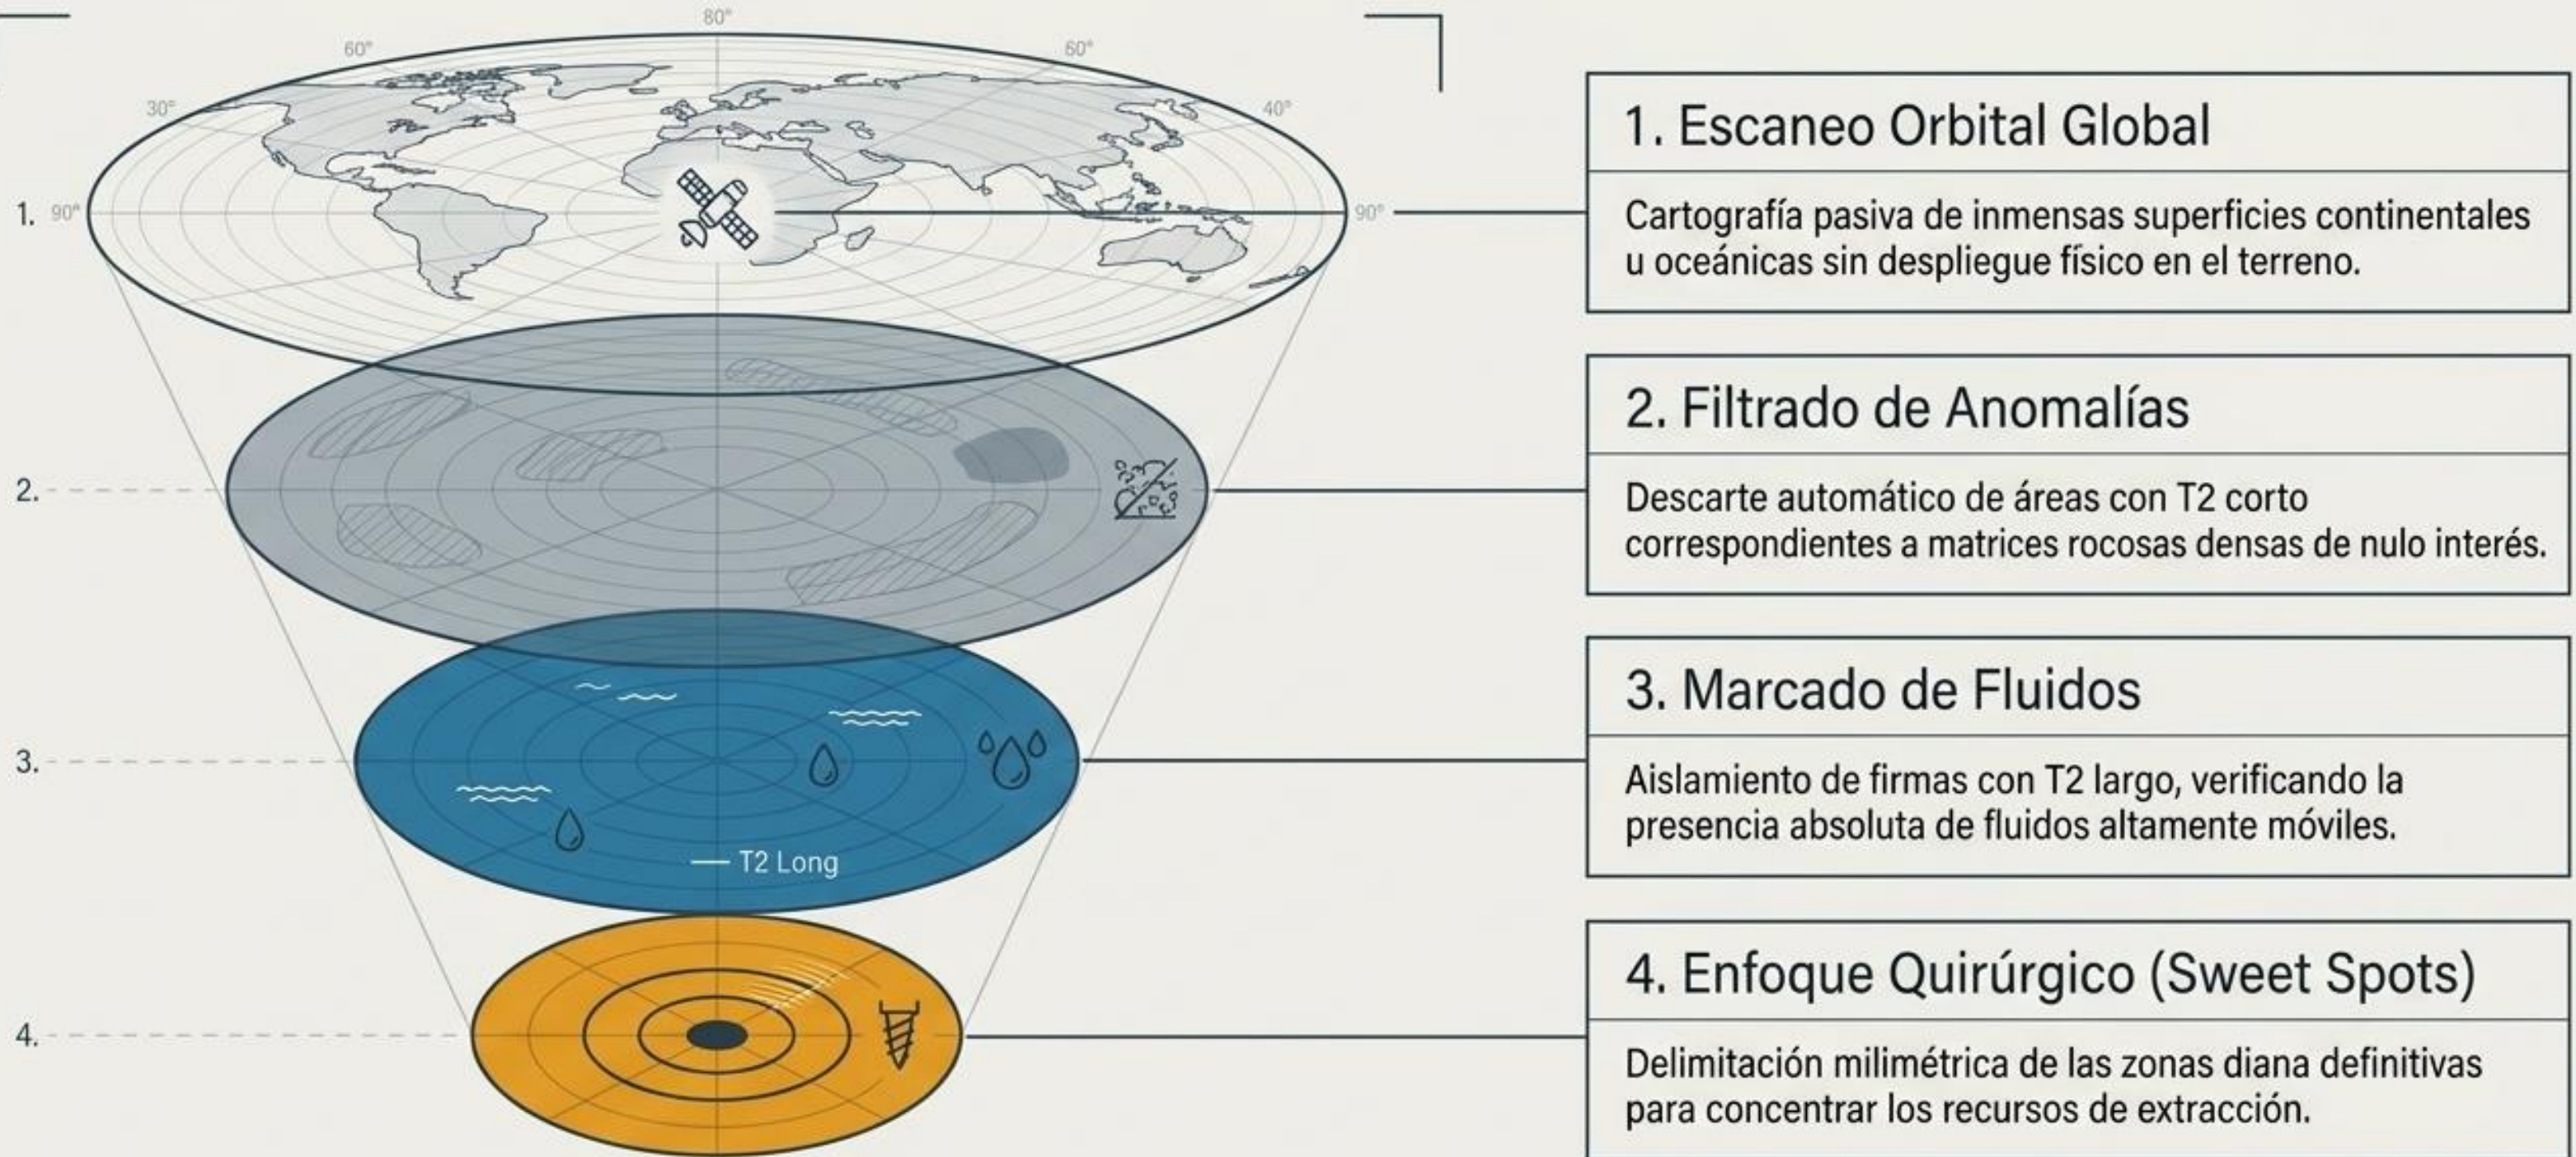 80°
60°
60°
30°
40°
1.
90°
90°
1. Escaneo Orbital Global
Cartografía pasiva de inmensas superficies continentales
u oceánicas sin despliegue físico en el terreno.
2.
2. Filtrado de Anomalías
Descarte automático de áreas con T2 corto
correspondientes a matrices rocosas densas de nulo interés.
3.
T2 Long
3. Marcado de Fluidos
Aislamiento de firmas con T2 largo, verificando la
presencia absoluta de fluidos altamente móviles.
4.
4. Enfoque Quirúrgico (Sweet Spots)
Delimitación milimétrica de las zonas diana definitivas
para concentrar los recursos de extracción.